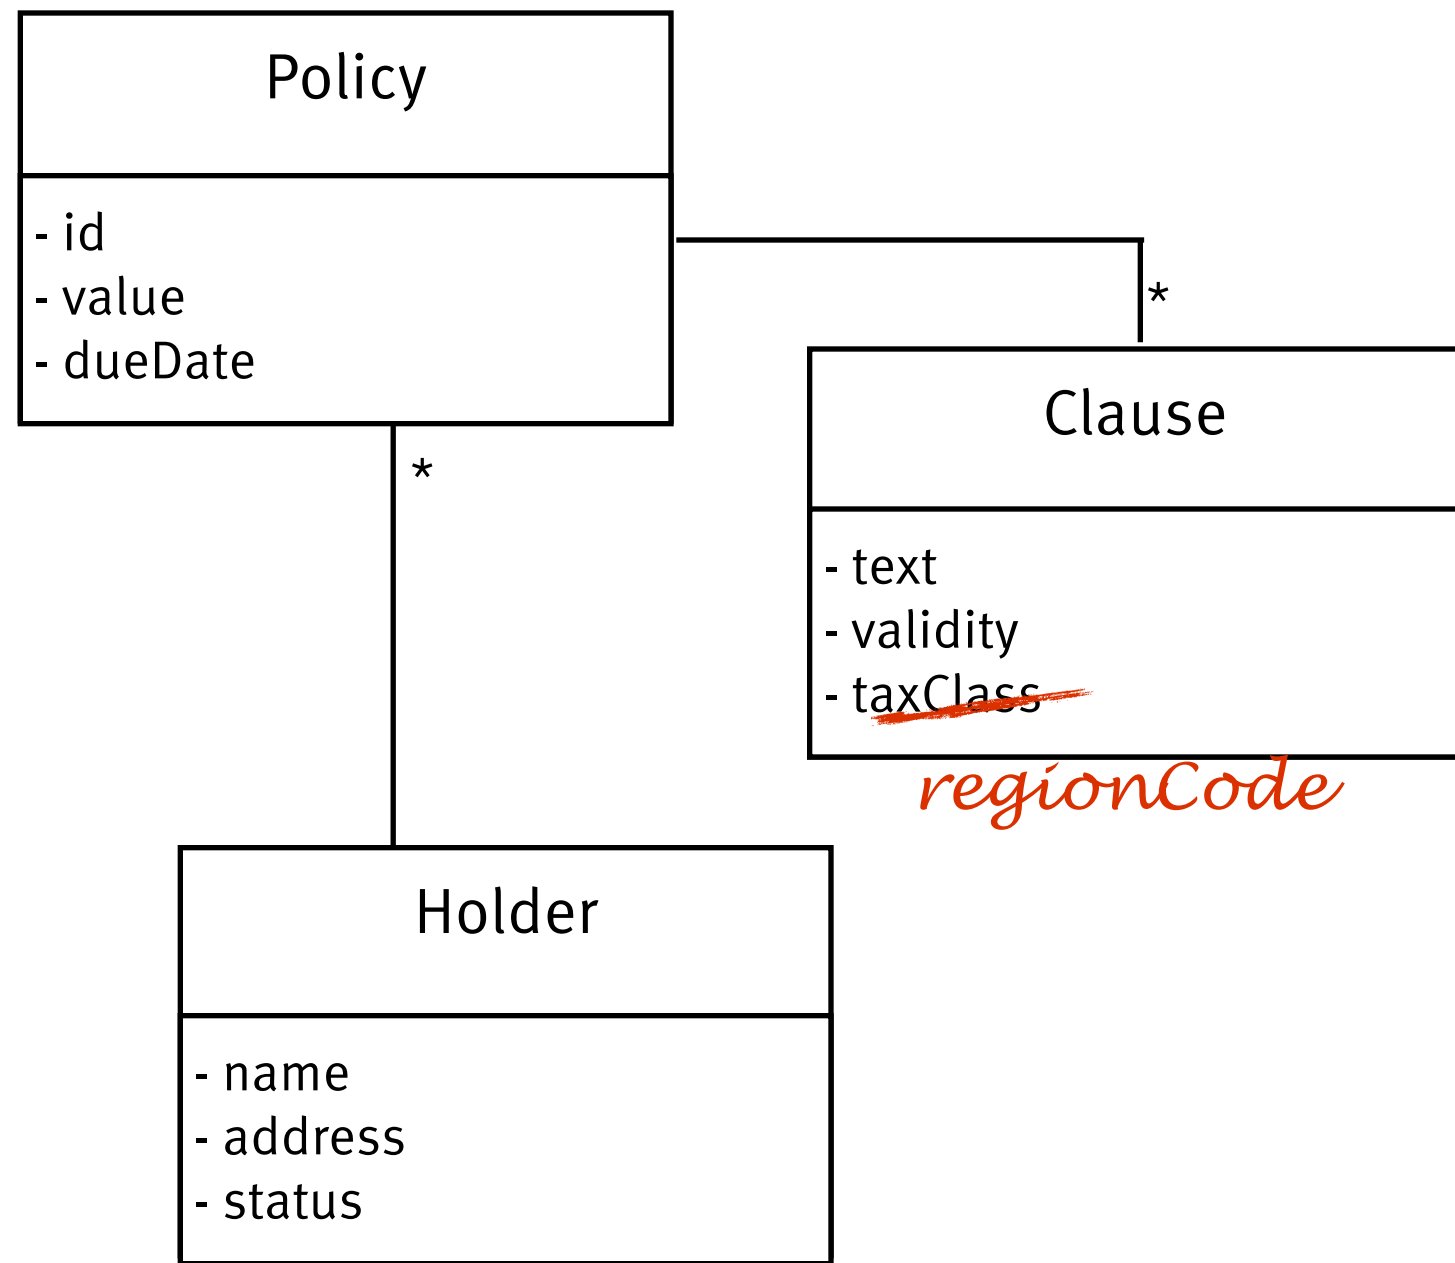 Policy
- id
- value
- dueDate
*
*
Clause
- text
- validity
- taxClass
regionCode
Holder
- name
- address
- status